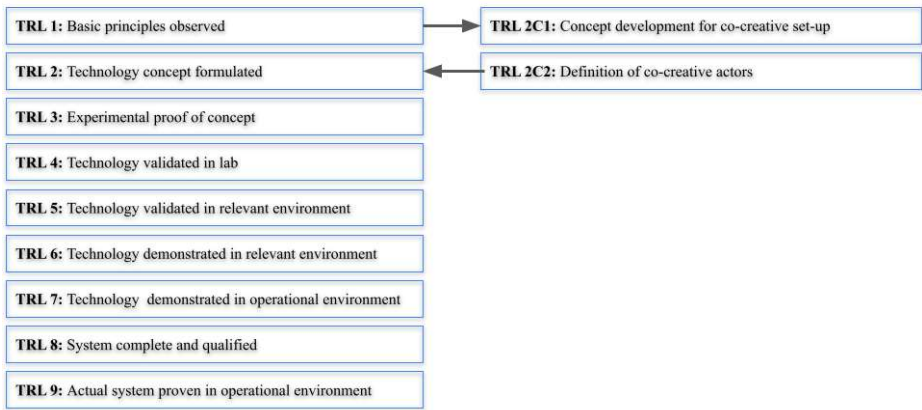 TRL 1: Basic principles observed
TRL 2C1: Concept development for co-creative set-up
TRL 2: Technology concept formulated
TRL 2C2: Definition of co-creative actors
TRL 3: Experimental proof of concept
TRL 4: Technology validated in lab
TRL 5: Technology validated in relevant environment
TRL 6: Technology demonstrated in relevant environment
TRL 7: Technology demonstrated in operational environment
TRL 8: System complete and qualified
TRL 9: Actual system proven in operational environment